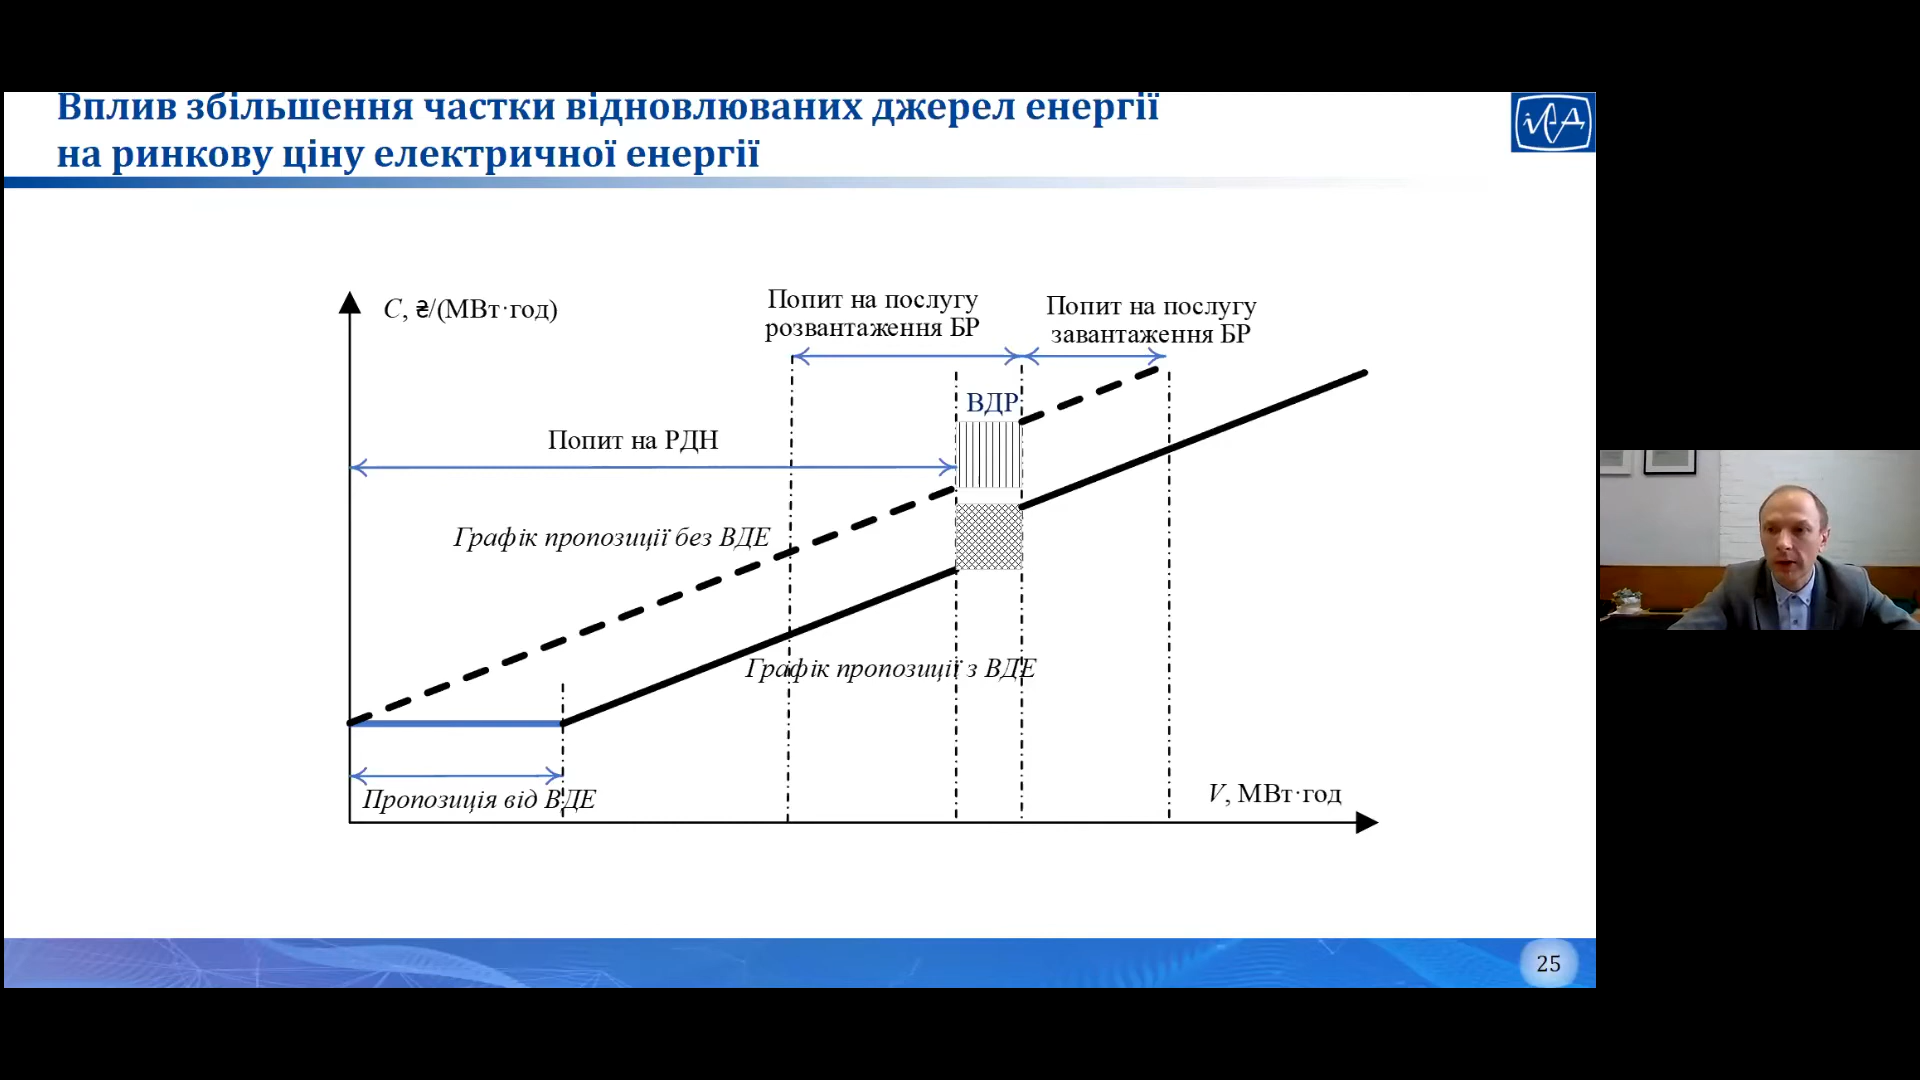 Вплив збільшення частки відновлюваних джерел енергії
на ринкову ціну електричної енергії
ІЕД
C, ₴/(МВт·год)
Попит на послугу
розвантаження БР
Попит на послугу
завантаження БР
ВДР
Попит на РДН
Графік пропозиції без ВДЕ
Графік пропозиції з ВДЕ
Пропозиція від ВДЕ
V, МВт·год
25